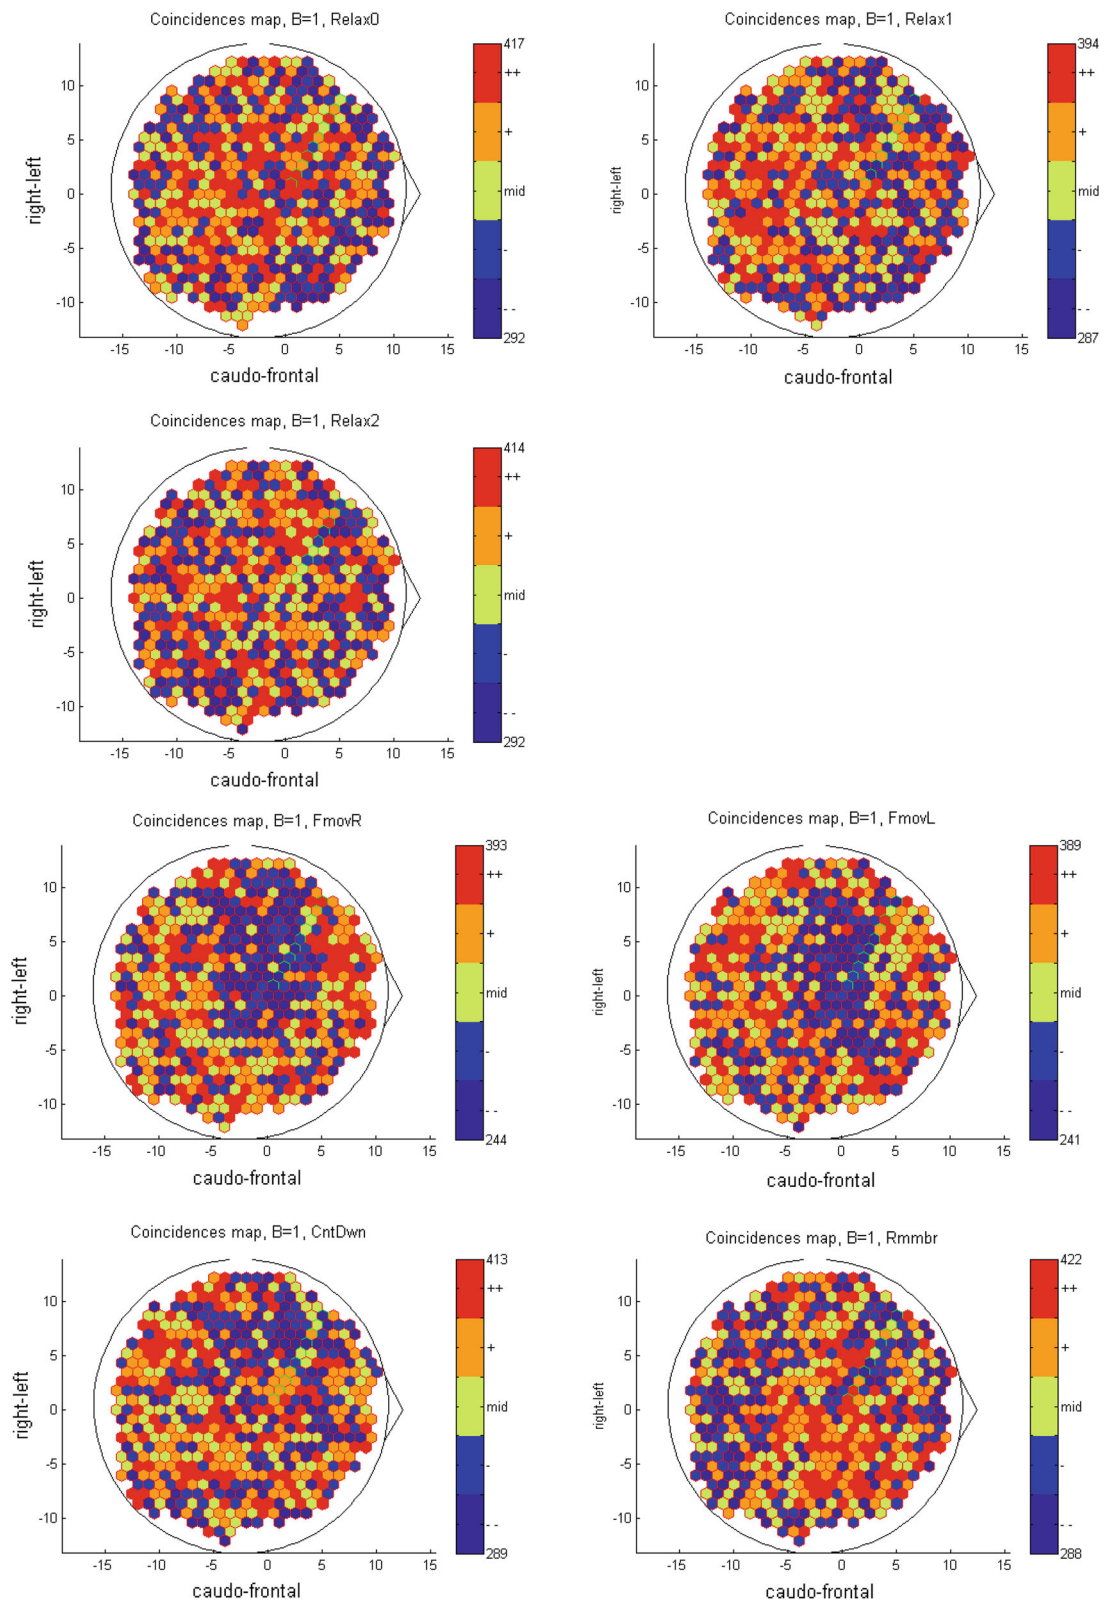 Coincidences map, B=1, Relax0
417
++
+
mid
-
- -
292
10
5
0
-5
-10
right-left
-15 -10 -5 0 5 10 15
caudo-frontal
Coincidences map, B=1, Relax1
394
++
+
mid
-
- -
287
10
5
0
-5
-10
right-left
-15 -10 -5 0 5 10 15
caudo-frontal
Coincidences map, B=1, Relax2
414
++
+
mid
-
- -
292
10
5
0
-5
-10
right-left
-15 -10 -5 0 5 10 15
caudo-frontal
Coincidences map, B=1, FmovR
393
++
+
mid
-
- -
244
10
5
0
-5
-10
right-left
-15 -10 -5 0 5 10 15
caudo-frontal
Coincidences map, B=1, FmovL
389
++
+
mid
-
- -
241
10
5
0
-5
-10
right-left
-15 -10 -5 0 5 10 15
caudo-frontal
Coincidences map, B=1, CntDwn
413
++
+
mid
-
- -
289
10
5
0
-5
-10
right-left
-15 -10 -5 0 5 10 15
caudo-frontal
Coincidences map, B=1, Rmmbr
422
++
+
mid
-
- -
288
10
5
0
-5
-10
right-left
-15 -10 -5 0 5 10 15
caudo-frontal